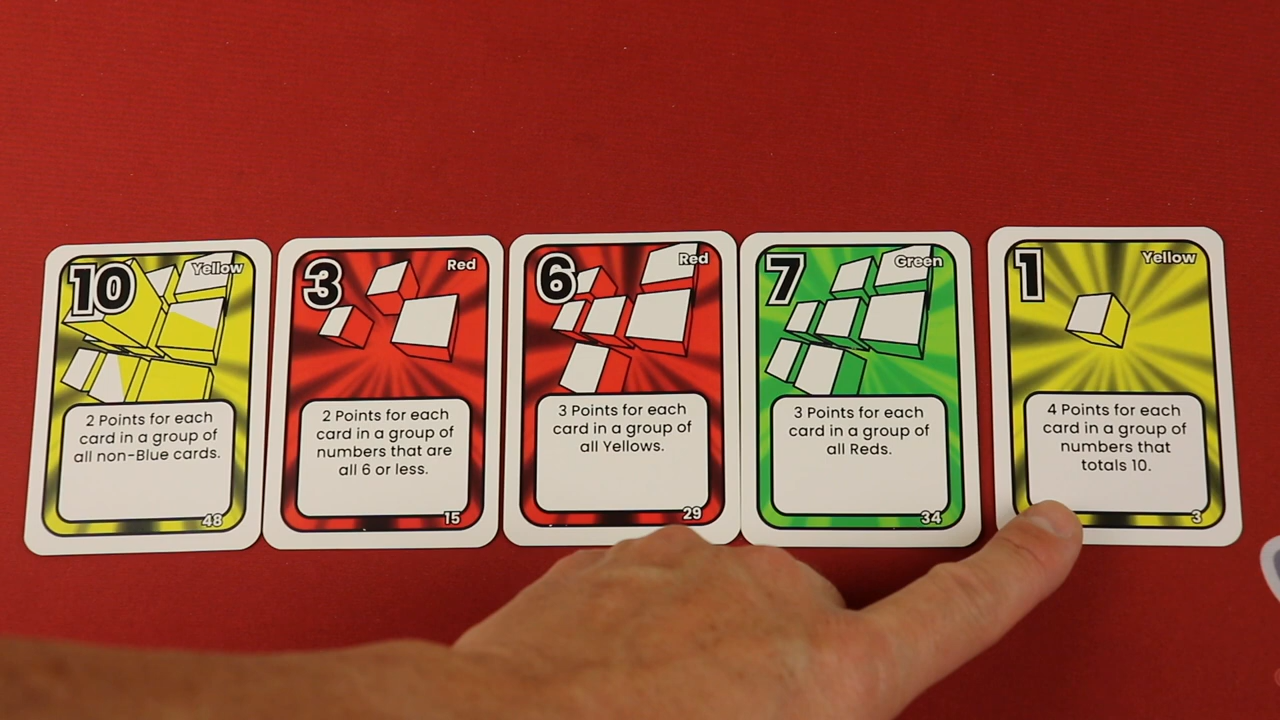 10
Yellow
2 Points for each
card in a group of
all non-Blue cards.
48
3
Red
2 Points for each
card in a group of
numbers that are
all 6 or less.
15
6
Red
3 Points for each
card in a group of
all Yellows.
29
7
Green
3 Points for each
card in a group of
all Reds.
34
1
Yellow
4 Points for each
card in a group of
numbers that
totals 10.
3